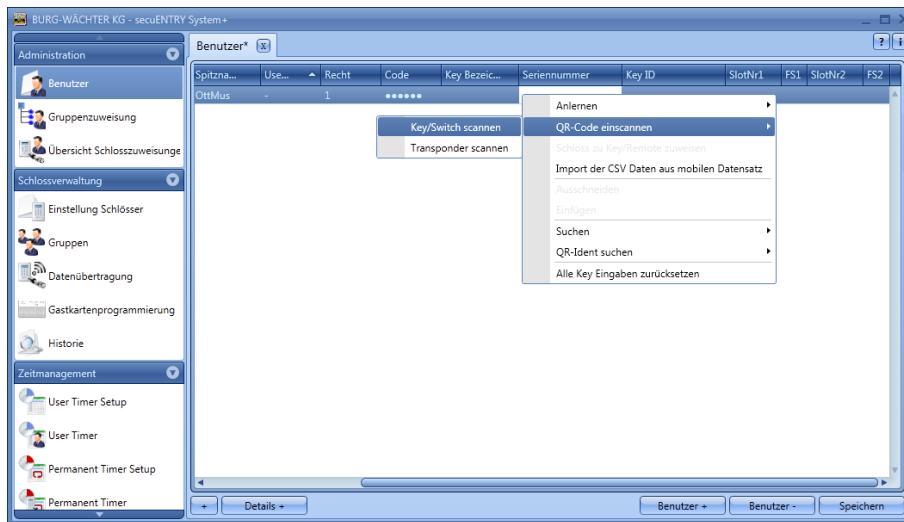 BURG-WÄCHTER KG - secuENTRY System+
Administration
Benutzer
Gruppenzuweisung
Übersicht Schlosszuweisunge
Schlossverwaltung
Einstellung Schlösser
Gruppen
Datenübertragung
Gastkartenprogrammierung
Historie
Zeitmanagement
User Timer Setup
User Timer
Permanent Timer Setup
Permanent Timer
Benutzer* x
? i
Spitzna... Use... Recht Code Key Bezeic... Seriennummer Key ID SlotNr1 FS1 SlotNr2 FS2
OttMus - 1 ●●●●●●
Anlernen
QR-Code einscannen
Schloss zu Key/Remote zuweisen
Import der CSV Daten aus mobilen Datensatz
Ausschneiden
Einfügen
Suchen
QR-Ident suchen
Alle Key Eingaben zurücksetzen
Key/Switch scannen
Transponder scannen
+ Details + Benutzer + Benutzer - Speichern